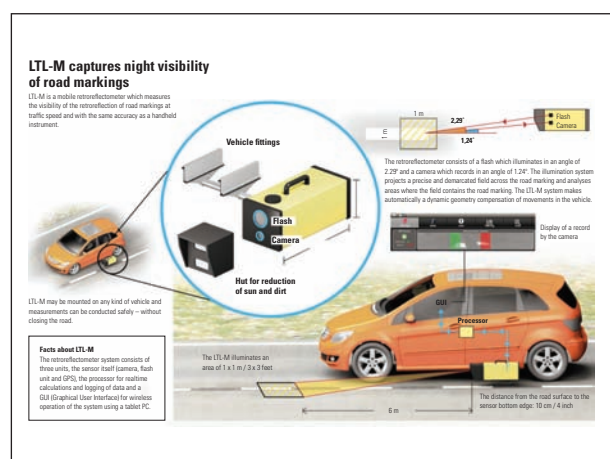 LTL-M captures night visibility
of road markings
LTL-M is a mobile retroreflectometer which measures
the visibility of the retroreflection of road markings at
traffic speed and with the same accuracy as a handheld
instrument.
Vehicle fittings
Flash
Camera
Hut for reduction
of sun and dirt
1 m
1 m
2,29°
1,24°
Flash
Camera
The retroreflectometer consists of a flash which illuminates in an angle of
2.29° and a camera which records in an angle of 1.24°. The illumination system
projects a precise and demarcated field across the road marking and analyses
areas where the field contains the road marking. The LTL-M system makes
automatically a dynamic geometry compensation of movements in the vehicle.
Display of a record
by the camera
LTL-M may be mounted on any kind of vehicle and
measurements can be conducted safely – without
closing the road.
GUI
Processor
Facts about LTL-M
The retroreflectometer system consists of
three units, the sensor itself (camera, flash
unit and GPS), the processor for realtime
calculations and logging of data and a
GUI (Graphical User Interface) for wireless
operation of the system using a tablet PC.
The LTL-M illuminates an
area of 1 x 1 m / 3 x 3 feet
6 m
The distance from the road surface to the
sensor bottom edge: 10 cm / 4 inch